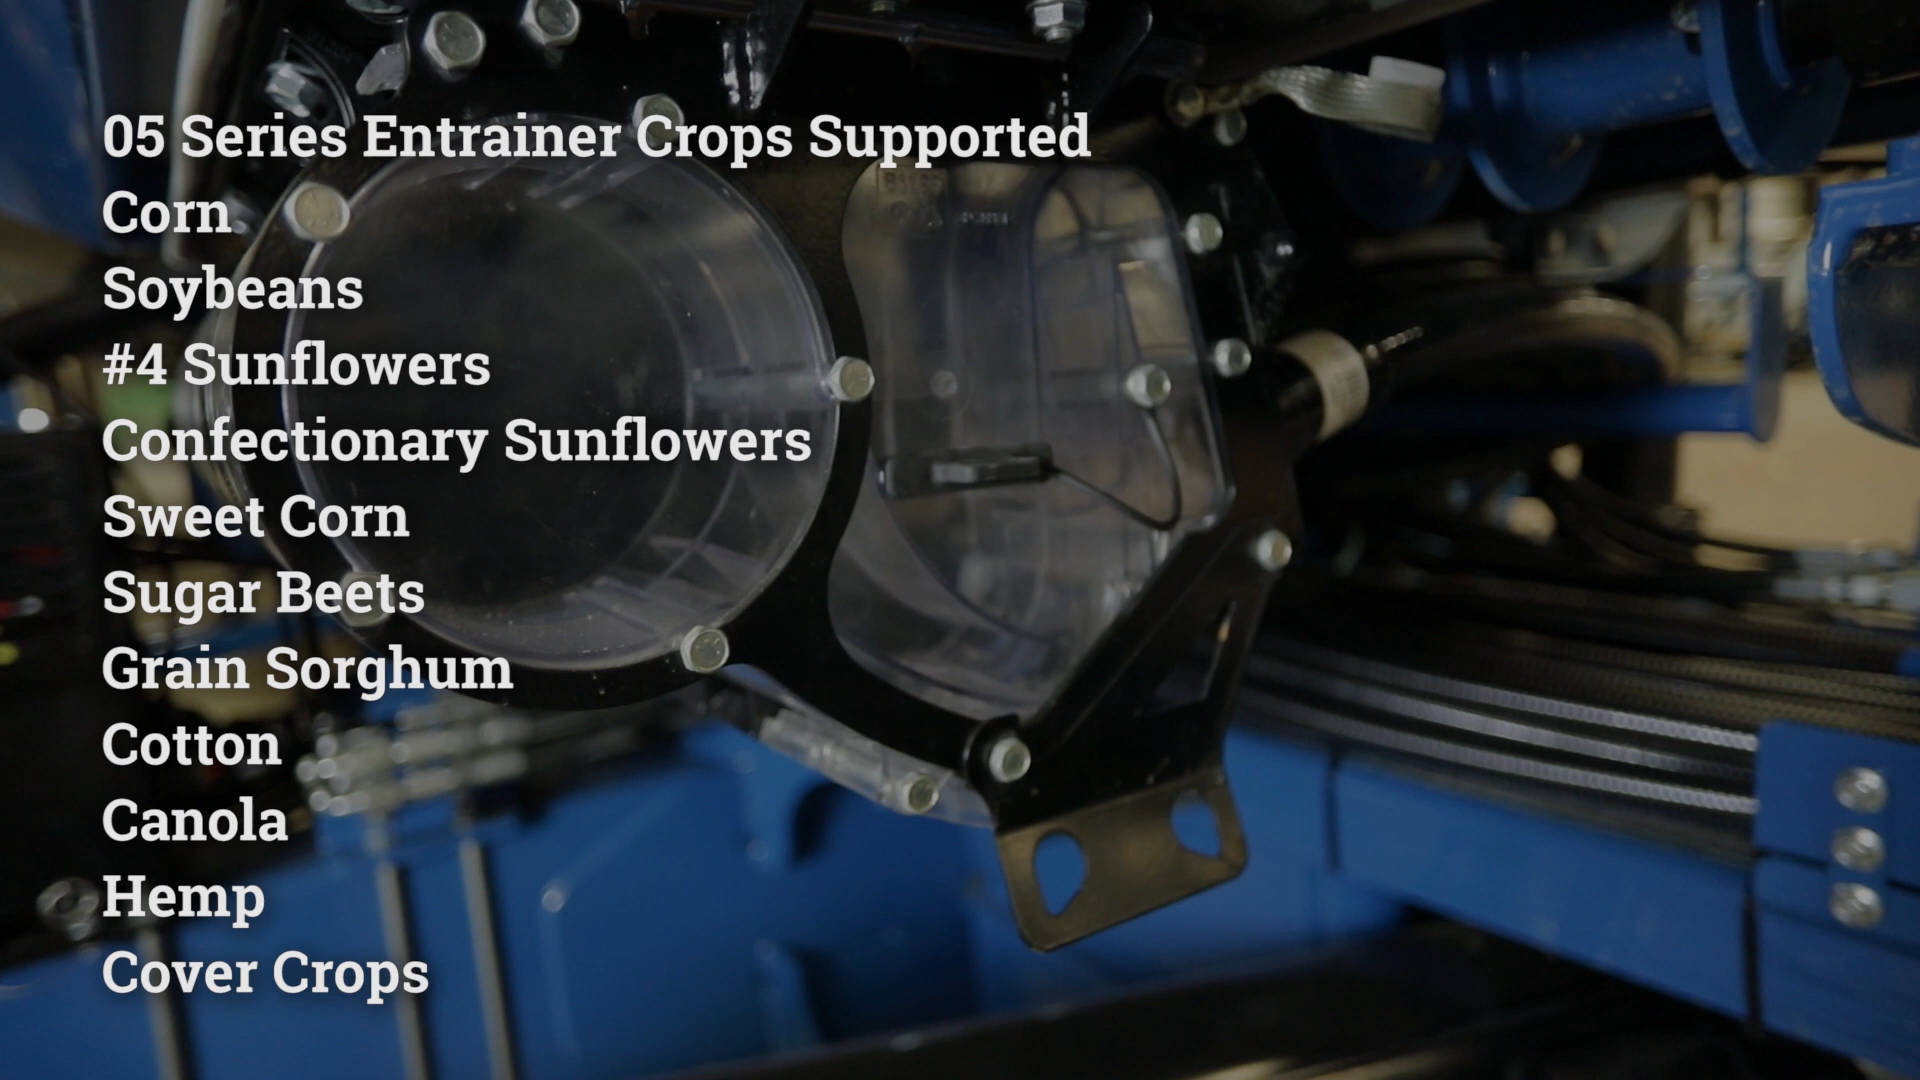 05 Series Entrainer Crops Supported
Corn
Soybeans
#4 Sunflowers
Confectionary Sunflowers
Sweet Corn
Sugar Beets
Grain Sorghum
Cotton
Canola
Hemp
Cover Crops